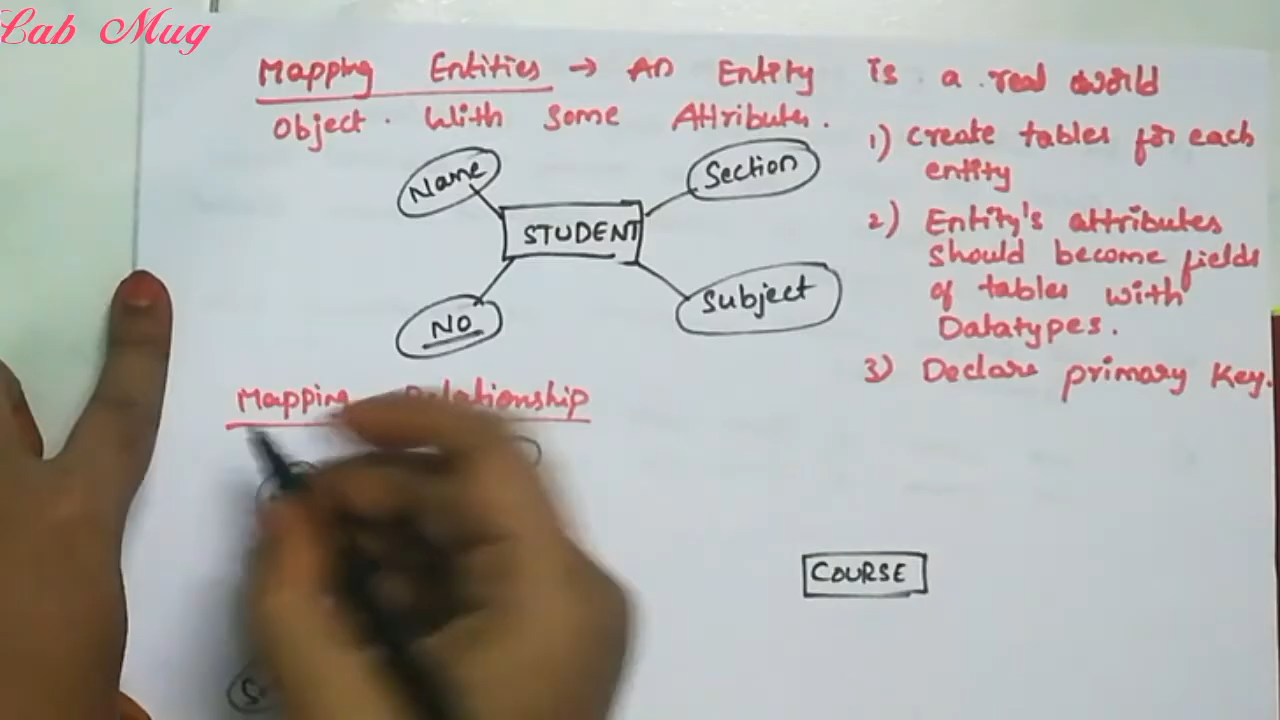 Lab Mug
Mapping Entities → An Entity is a real world
Object. With some Attributes.
1) Create tables for each
entity
2) Entity's attributes
should become fields
of tables with
Datatypes.
3) Declare primary Key.
Name
Section
STUDENT
NO
Subject
Mapping Relationship
COURSE